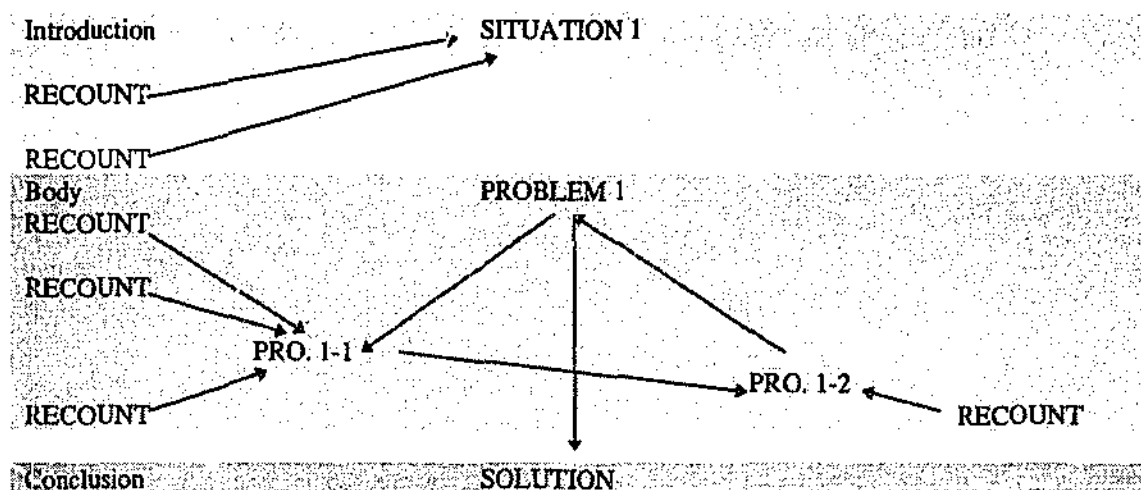 Introduction SITUATION 1
RECOUNT
RECOUNT
Body PROBLEM 1
RECOUNT
RECOUNT
PRO. 1-1
PRO. 1-2
RECOUNT RECOUNT
Conclusion SOLUTION